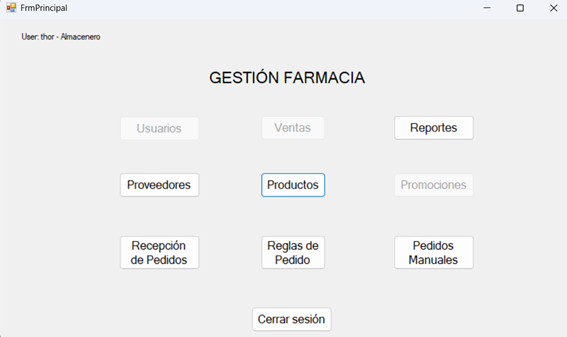 FrmPrincipal
User: thor - Almacenero
GESTIÓN FARMACIA
Usuarios
Ventas
Reportes
Proveedores
Productos
Promociones
Recepción
de Pedidos
Reglas de
Pedido
Pedidos
Manuales
Cerrar sesión